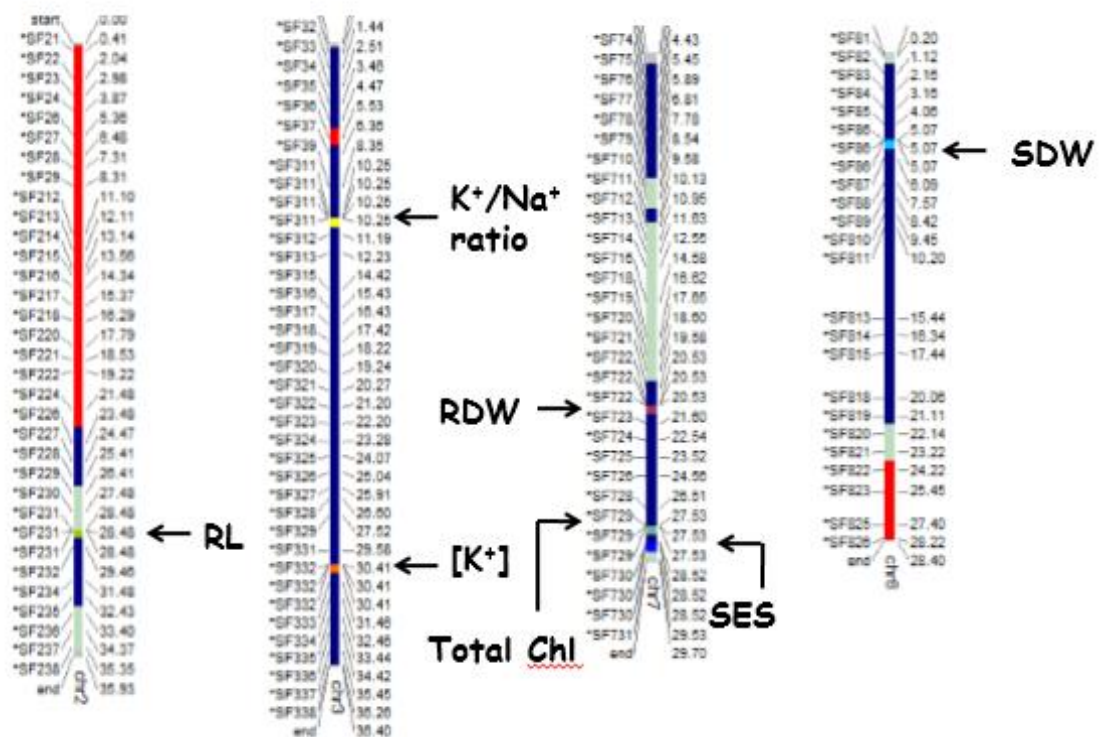 start 0.00
*SF21 0.41
*SF22 2.04
*SF23 2.98
*SF24 3.87
*SF26 5.36
*SF27 6.48
*SF28 7.31
*SF29 8.31
*SF212 11.10
*SF213 12.11
*SF214 13.14
*SF215 13.56
*SF216 14.34
*SF217 15.37
*SF218 16.29
*SF220 17.79
*SF221 18.53
*SF222 19.22
*SF224 21.48
*SF226 23.48
*SF227 24.47
*SF228 25.41
*SF229 26.41
*SF230 27.48
*SF231 28.48
*SF231 28.48
*SF231 28.48
*SF232 29.46
*SF234 31.48
*SF235 32.43
*SF236 33.40
*SF237 34.37
*SF238 35.35
end 35.93
chr2
RL
*SF32 1.44
*SF33 2.51
*SF34 3.46
*SF35 4.47
*SF36 5.53
*SF37 6.36
*SF39 8.35
*SF311 10.25
*SF311 10.25
*SF311 10.25
*SF311 10.25
*SF312 11.19
*SF313 12.23
*SF315 14.42
*SF316 15.43
*SF317 16.43
*SF318 17.42
*SF319 18.22
*SF320 19.24
*SF321 20.27
*SF322 21.20
*SF323 22.20
*SF324 23.28
*SF325 24.07
*SF326 25.04
*SF327 25.91
*SF328 26.60
*SF329 27.52
*SF331 29.58
*SF332 30.41
*SF332 30.41
*SF332 30.41
*SF333 31.46
*SF334 32.46
*SF335 33.44
*SF336 34.42
*SF337 35.45
*SF338 36.26
end 36.40
chr3
K⁺/Na⁺
ratio
[K⁺]
*SF74 4.43
*SF75 5.45
*SF76 5.89
*SF77 6.81
*SF78 7.78
*SF79 8.54
*SF710 9.58
*SF711 10.13
*SF712 10.95
*SF713 11.63
*SF714 12.55
*SF716 14.58
*SF718 16.62
*SF719 17.65
*SF720 18.60
*SF721 19.58
*SF722 20.53
*SF722 20.53
*SF722 20.53
*SF723 21.60
*SF724 22.54
*SF725 23.52
*SF726 24.56
*SF728 26.51
*SF729 27.53
*SF729 27.53
*SF729 27.53
*SF730 28.52
*SF730 28.52
*SF730 28.52
*SF731 29.53
end 29.70
chr7
RDW
Total Chl
SES
*SF81 0.20
*SF82 1.12
*SF83 2.16
*SF84 3.16
*SF85 4.06
*SF86 5.07
*SF86 5.07
*SF86 5.07
*SF87 6.09
*SF88 7.57
*SF89 8.42
*SF810 9.45
*SF811 10.20
*SF813 15.44
*SF814 16.34
*SF815 17.44
*SF818 20.06
*SF819 21.11
*SF820 22.14
*SF821 23.22
*SF822 24.22
*SF823 25.46
*SF825 27.40
*SF826 28.22
end 28.40
SDW